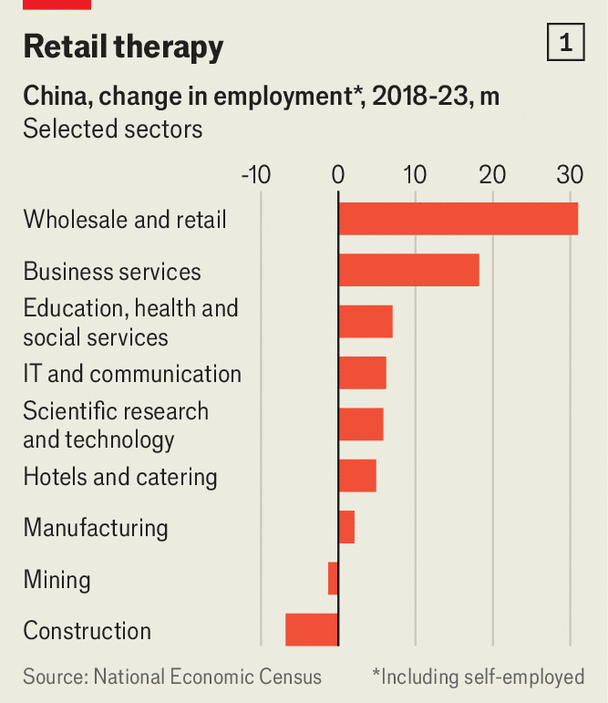 Retail therapy
1
China, change in employment*, 2018-23, m
Selected sectors
-10 0 10 20 30
Wholesale and retail
Business services
Education, health and
social services
IT and communication
Scientific research
and technology
Hotels and catering
Manufacturing
Mining
Construction
Source: National Economic Census
*Including self-employed